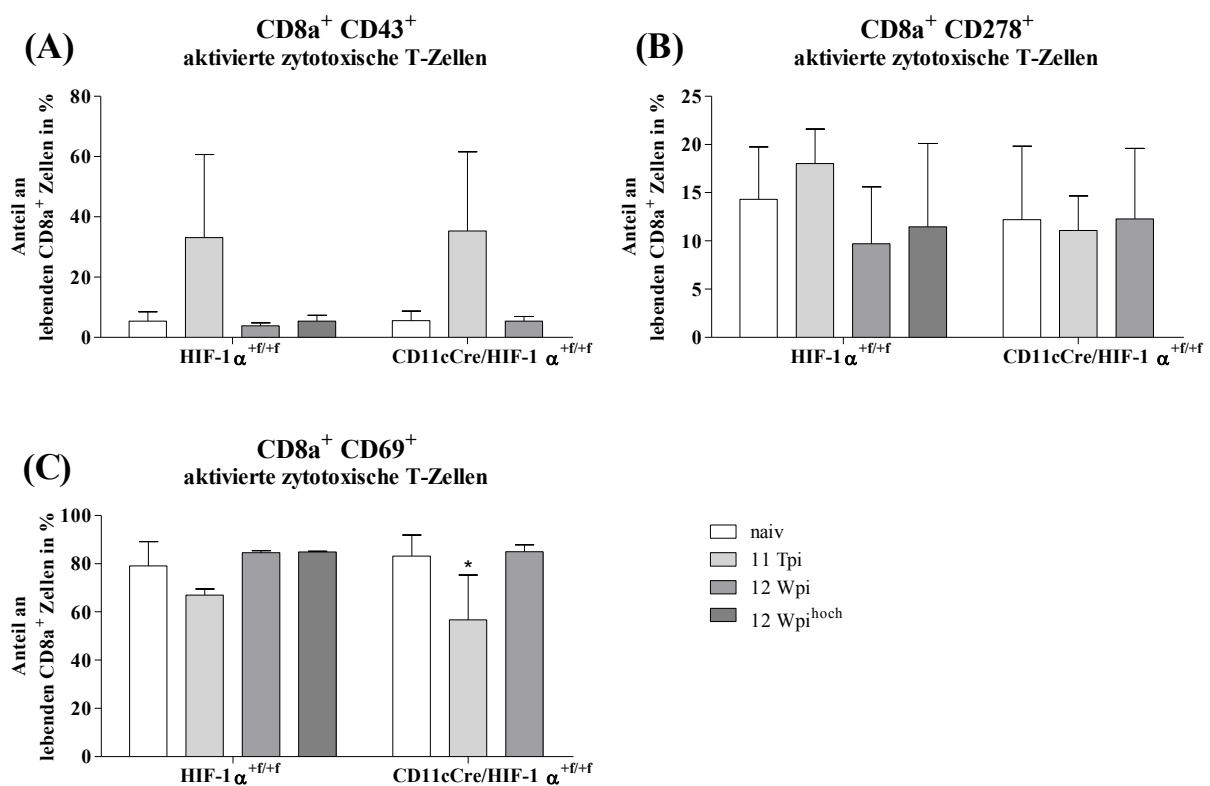 (A)
CD8a⁺ CD43⁺
aktivierte zytotoxische T-Zellen
Anteil an
lebenden CD8a⁺ Zellen in %
80
60
40
20
0
HIF-1α⁺ᶠ/⁺ᶠ
CD11cCre/HIF-1 α⁺ᶠ/⁺ᶠ
(B)
CD8a⁺ CD278⁺
aktivierte zytotoxische T-Zellen
Anteil an
lebenden CD8a⁺ Zellen in %
25
20
15
10
5
0
HIF-1α⁺ᶠ/⁺ᶠ
CD11cCre/HIF-1 α⁺ᶠ/⁺ᶠ
(C)
CD8a⁺ CD69⁺
aktivierte zytotoxische T-Zellen
Anteil an
lebenden CD8a⁺ Zellen in %
100
80
60
40
20
0
*
HIF-1α⁺ᶠ/⁺ᶠ
CD11cCre/HIF-1 α⁺ᶠ/⁺ᶠ
naiv
11 Tpi
12 Wpi
12 Wpiʰᵒᶜʰ